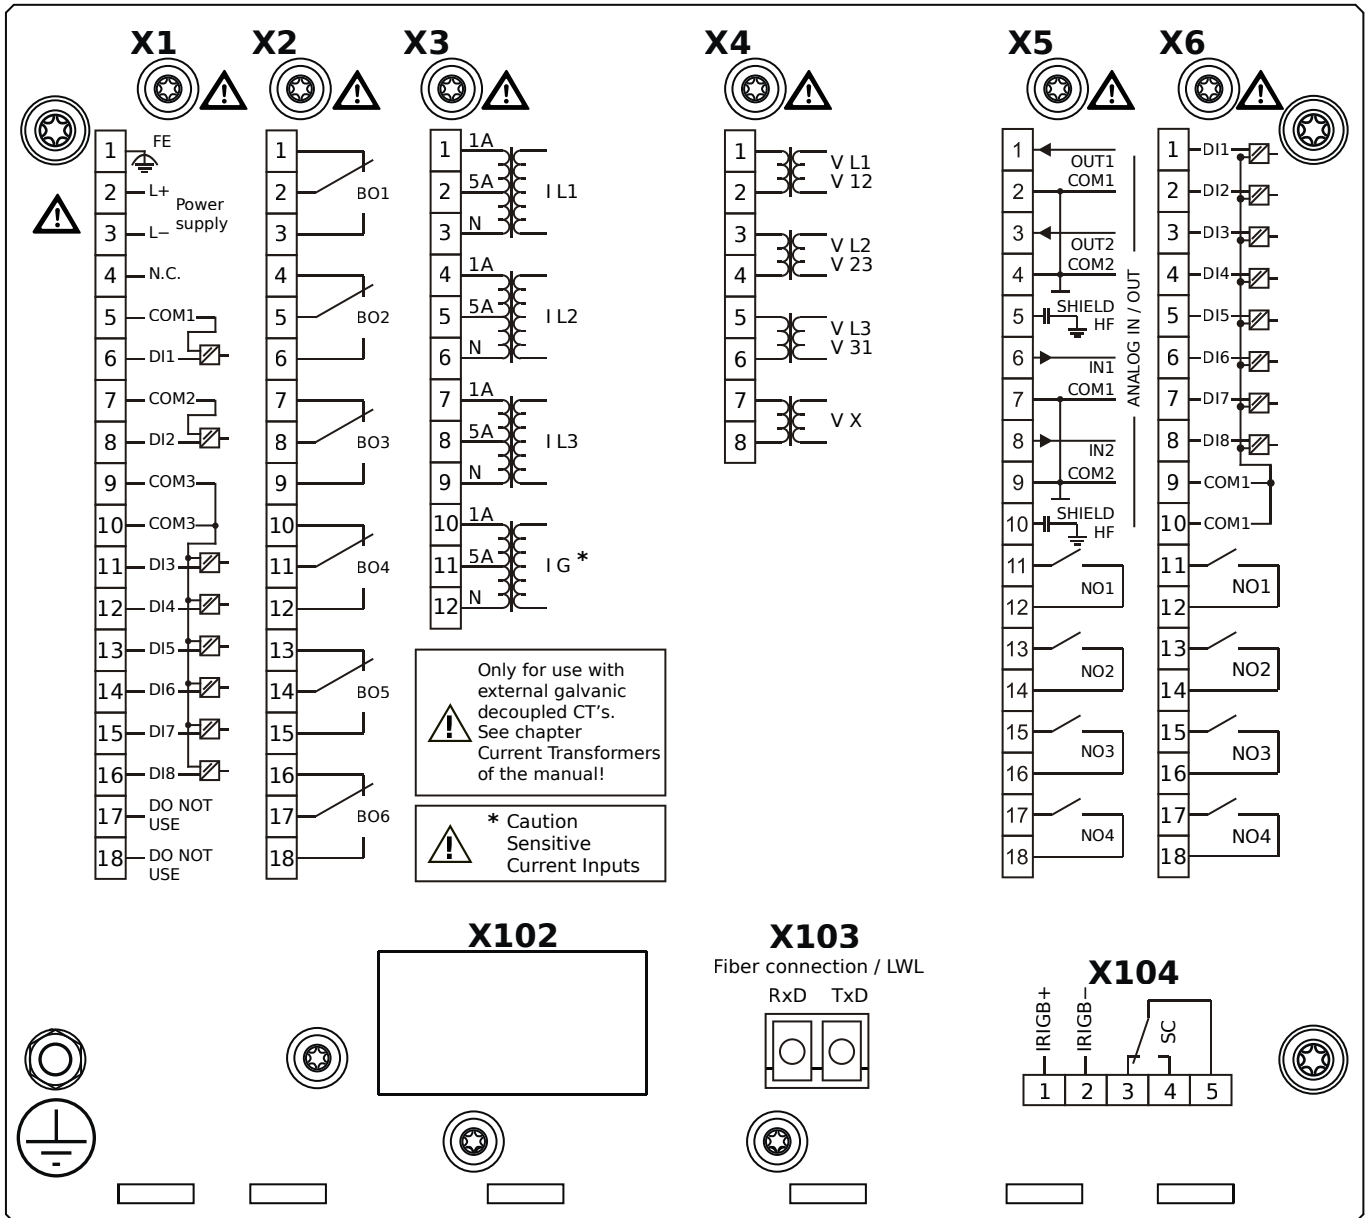 X1
X2
X3
X4
X5
X6
1 FE
2 L+
Power
supply
3 L−
4 N.C.
5 COM1
6 DI1
7 COM2
8 DI2
9 COM3
10 COM3
11 DI3
12 DI4
13 DI5
14 DI6
15 DI7
16 DI8
17 DO NOT
USE
18 DO NOT
USE
1
2 BO1
3
4
5 BO2
6
7
8 BO3
9
10
11 BO4
12
13
14 BO5
15
16
17 BO6
18
1 1A
2 5A I L1
3 N
4 1A
5 5A I L2
6 N
7 1A
8 5A I L3
9 N
10 1A
11 5A I G *
12 N
Only for use with
external galvanic
decoupled CT's.
See chapter
Current Transformers
of the manual!
* Caution
Sensitive
Current Inputs
1 V L1
2 V 12
3 V L2
4 V 23
5 V L3
6 V 31
7 V X
8
1 OUT1
2 COM1
3 OUT2
4 COM2
5 SHIELD
HF
6 IN1
7 COM1
8 IN2
9 COM2
10 SHIELD
HF
ANALOG IN / OUT
11 NO1
12
13 NO2
14
15 NO3
16
17 NO4
18
1 DI1
2 DI2
3 DI3
4 DI4
5 DI5
6 DI6
7 DI7
8 DI8
9 COM1
10 COM1
11 NO1
12
13 NO2
14
15 NO3
16
17 NO4
18
X102
X103
Fiber connection / LWL
RxD TxD
X104
IRIGB+
IRIGB−
SC
1 2 3 4 5